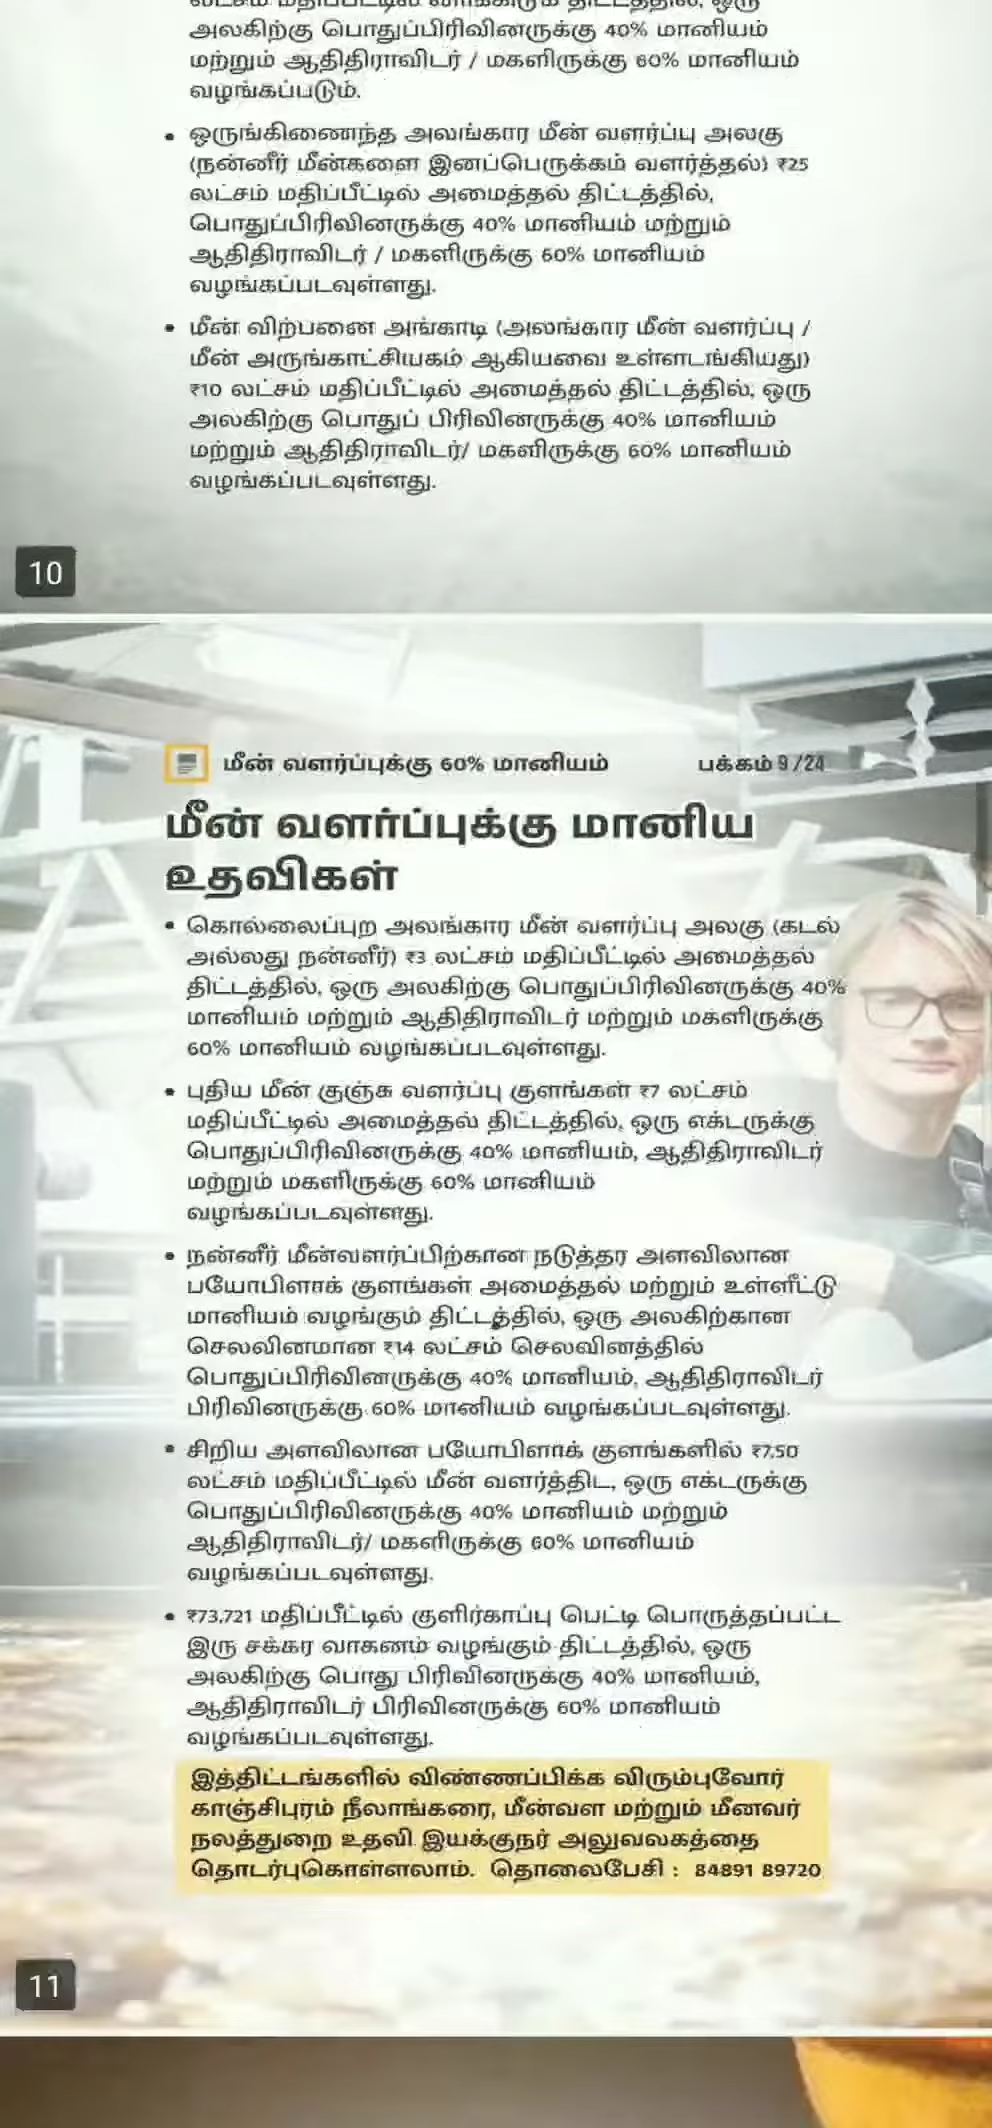 அலகிற்கு பொதுப்பிரிவினருக்கு 40% மானியம்
மற்றும் ஆதிதிராவிடர் / மகளிருக்கு 60% மானியம்
வழங்கப்படும்.
• ஒருங்கிணைந்த அலங்கார மீன் வளர்ப்பு அலகு
(நன்னீர் மீன்களை இனப்பெருக்கம் வளர்த்தல்) ₹25
லட்சம் மதிப்பீட்டில் அமைத்தல் திட்டத்தில்,
பொதுப்பிரிவினருக்கு 40% மானியம் மற்றும்
ஆதிதிராவிடர் / மகளிருக்கு 60% மானியம்
வழங்கப்படவுள்ளது.
• மீன் விற்பனை அங்காடி (அலங்கார மீன் வளர்ப்பு /
மீன் அருங்காட்சியகம் ஆகியவை உள்ளடங்கியது)
₹10 லட்சம் மதிப்பீட்டில் அமைத்தல் திட்டத்தில், ஒரு
அலகிற்கு பொதுப் பிரிவினருக்கு 40% மானியம்
மற்றும் ஆதிதிராவிடர்/ மகளிருக்கு 60% மானியம்
வழங்கப்படவுள்ளது.
10
மீன் வளர்ப்புக்கு 60% மானியம் பக்கம் 9 /24
மீன் வளர்ப்புக்கு மானிய
உதவிகள்
• கொல்லைப்புற அலங்கார மீன் வளர்ப்பு அலகு (கடல்
அல்லது நன்னீர்) ₹3 லட்சம் மதிப்பீட்டில் அமைத்தல்
திட்டத்தில், ஒரு அலகிற்கு பொதுப்பிரிவினருக்கு 40%
மானியம் மற்றும் ஆதிதிராவிடர் மற்றும் மகளிருக்கு
60% மானியம் வழங்கப்படவுள்ளது.
• புதிய மீன் குஞ்சு வளர்ப்பு குளங்கள் ₹7 லட்சம்
மதிப்பீட்டில் அமைத்தல் திட்டத்தில், ஒரு எக்டருக்கு
பொதுப்பிரிவினருக்கு 40% மானியம், ஆதிதிராவிடர்
மற்றும் மகளிருக்கு 60% மானியம்
வழங்கப்படவுள்ளது.
• நன்னீர் மீன்வளர்ப்பிற்கான நடுத்தர அளவிலான
பயோபிளாக் குளங்கள் அமைத்தல் மற்றும் உள்ளீட்டு
மானியம் வழங்கும் திட்டத்தில், ஒரு அலகிற்கான
செலவினமான ₹14 லட்சம் செலவினத்தில்
பொதுப்பிரிவினருக்கு 40% மானியம், ஆதிதிராவிடர்
பிரிவினருக்கு 60% மானியம் வழங்கப்படவுள்ளது.
• சிறிய அளவிலான பயோபிளாக் குளங்களில் ₹7.50
லட்சம் மதிப்பீட்டில் மீன் வளர்த்திட, ஒரு எக்டருக்கு
பொதுப்பிரிவினருக்கு 40% மானியம் மற்றும்
ஆதிதிராவிடர்/ மகளிருக்கு 60% மானியம்
வழங்கப்படவுள்ளது.
• ₹73,721 மதிப்பீட்டில் குளிர்காப்பு பெட்டி பொருத்தப்பட்ட
இரு சக்கர வாகனம் வழங்கும் திட்டத்தில், ஒரு
அலகிற்கு பொது பிரிவினருக்கு 40% மானியம்,
ஆதிதிராவிடர் பிரிவினருக்கு 60% மானியம்
வழங்கப்படவுள்ளது.
இத்திட்டங்களில் விண்ணப்பிக்க விரும்புவோர்
காஞ்சிபுரம் நீலாங்கரை, மீன்வள மற்றும் மீனவர்
நலத்துறை உதவி இயக்குநர் அலுவலகத்தை
தொடர்புகொள்ளலாம். தொலைபேசி : 84891 89720
11